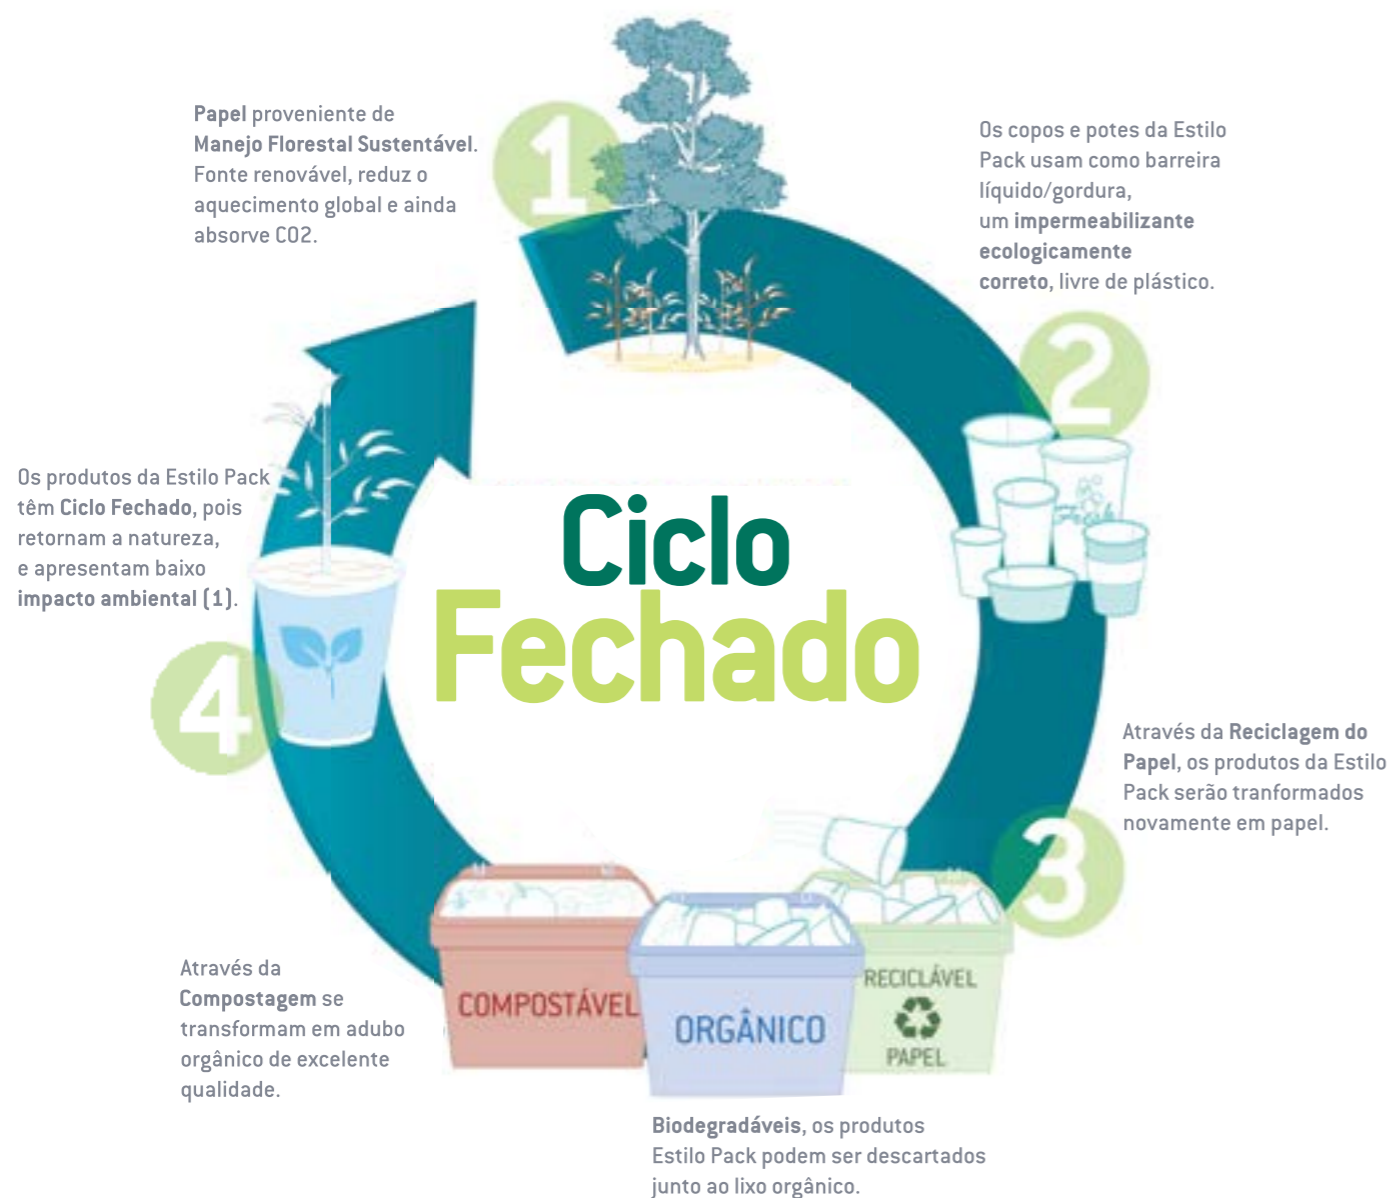 1
Papel proveniente de
Manejo Florestal Sustentável.
Fonte renovável, reduz o
aquecimento global e ainda
absorve CO2.
Os copos e potes da Estilo
Pack usam como barreira
líquido/gordura,
um impermeabilizante
ecologicamente
correto, livre de plástico.
2
Fresh
Os produtos da Estilo Pack
têm Ciclo Fechado, pois
retornam a natureza,
e apresentam baixo
impacto ambiental (1).
Ciclo
Fechado
4
Através da Reciclagem do
Papel, os produtos da Estilo
Pack serão tranformados
novamente em papel.
3
COMPOSTÁVEL
ORGÂNICO
RECICLÁVEL
PAPEL
Através da
Compostagem se
transformam em adubo
orgânico de excelente
qualidade.
Biodegradáveis, os produtos
Estilo Pack podem ser descartados
junto ao lixo orgânico.